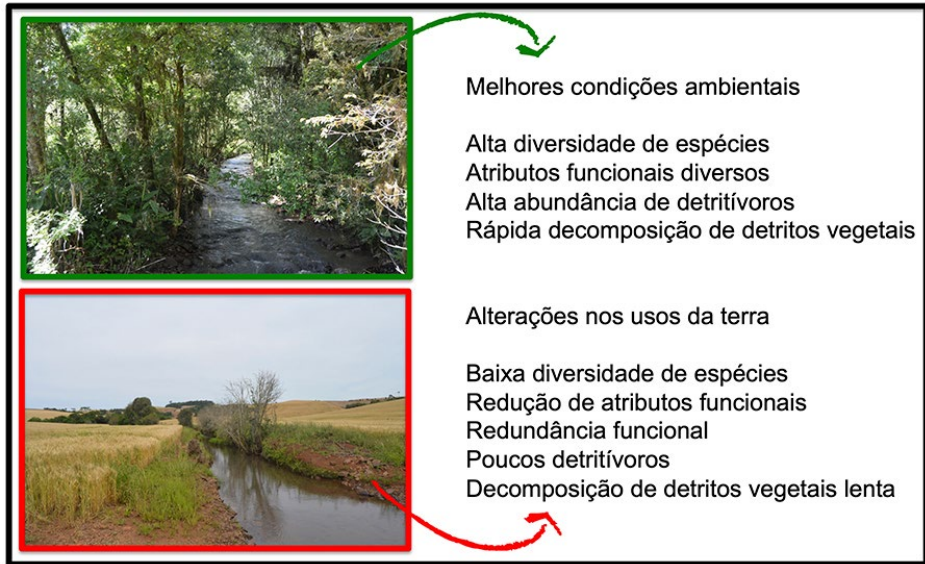 Melhores condições ambientais
Alta diversidade de espécies
Atributos funcionais diversos
Alta abundância de detritívoros
Rápida decomposição de detritos vegetais
Alterações nos usos da terra
Baixa diversidade de espécies
Redução de atributos funcionais
Redundância funcional
Poucos detritívoros
Decomposição de detritos vegetais lenta